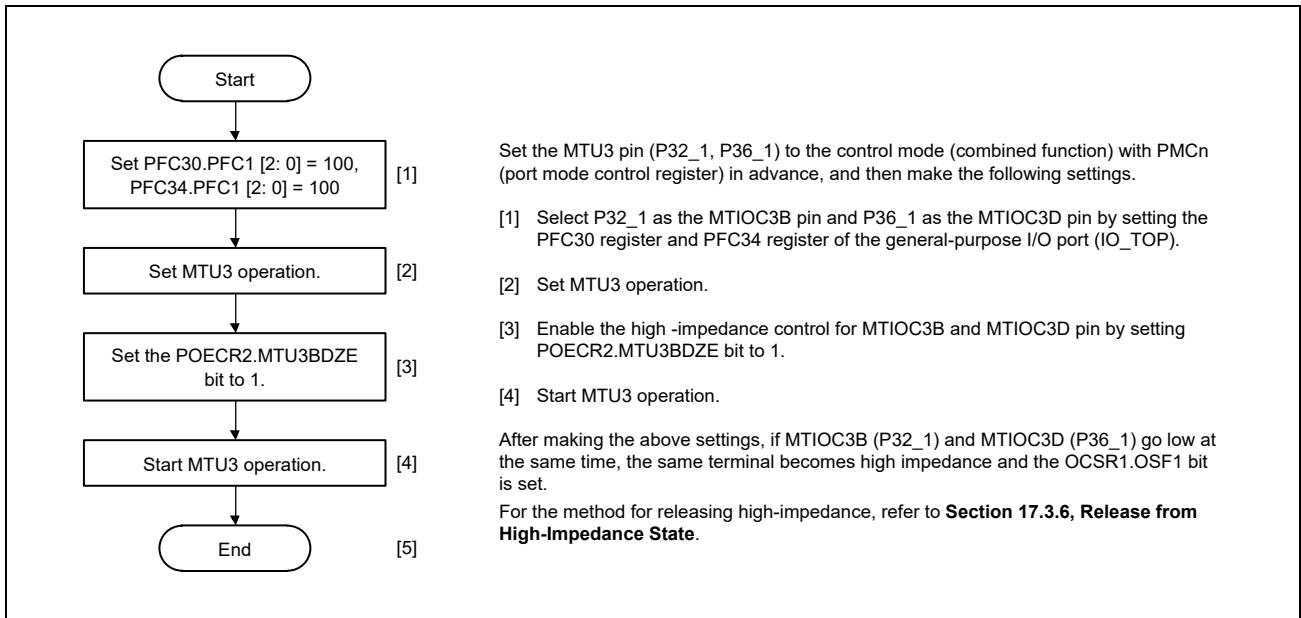 Start
Set PFC30.PFC1 [2: 0] = 100,
PFC34.PFC1 [2: 0] = 100
[1]
Set MTU3 operation.
[2]
Set the POECR2.MTU3BDZE
bit to 1.
[3]
Start MTU3 operation.
[4]
End
[5]
Set the MTU3 pin (P32_1, P36_1) to the control mode (combined function) with PMCn
(port mode control register) in advance, and then make the following settings.
[1] Select P32_1 as the MTIOC3B pin and P36_1 as the MTIOC3D pin by setting the
PFC30 register and PFC34 register of the general-purpose I/O port (IO_TOP).
[2] Set MTU3 operation.
[3] Enable the high -impedance control for MTIOC3B and MTIOC3D pin by setting
POECR2.MTU3BDZE bit to 1.
[4] Start MTU3 operation.
After making the above settings, if MTIOC3B (P32_1) and MTIOC3D (P36_1) go low at
the same time, the same terminal becomes high impedance and the OCSR1.OSF1 bit
is set.
For the method for releasing high-impedance, refer to Section 17.3.6, Release from
High-Impedance State.